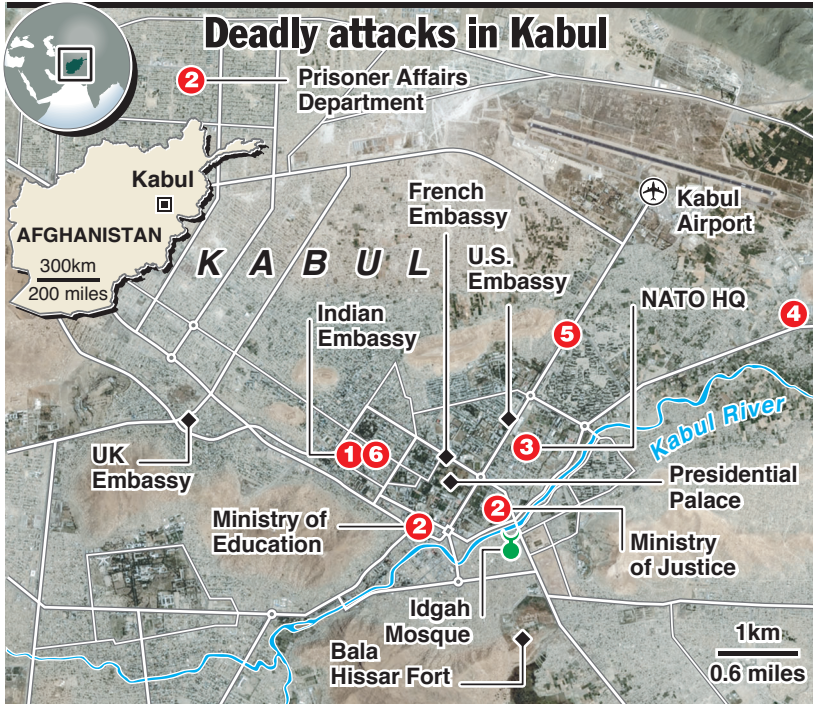 Deadly attacks in Kabul
2
Prisoner Affairs
Department
Kabul
AFGHANISTAN
300km
200 miles
KABUL
French
Embassy
Kabul
Airport
U.S.
Embassy
NATO HQ
Indian
Embassy
4
5
Kabul River
UK
Embassy
1
6
3
Presidential
Palace
Ministry of
Education
2
2
Ministry
of Justice
Idgah
Mosque
Bala
Hissar Fort
1km
0.6 miles